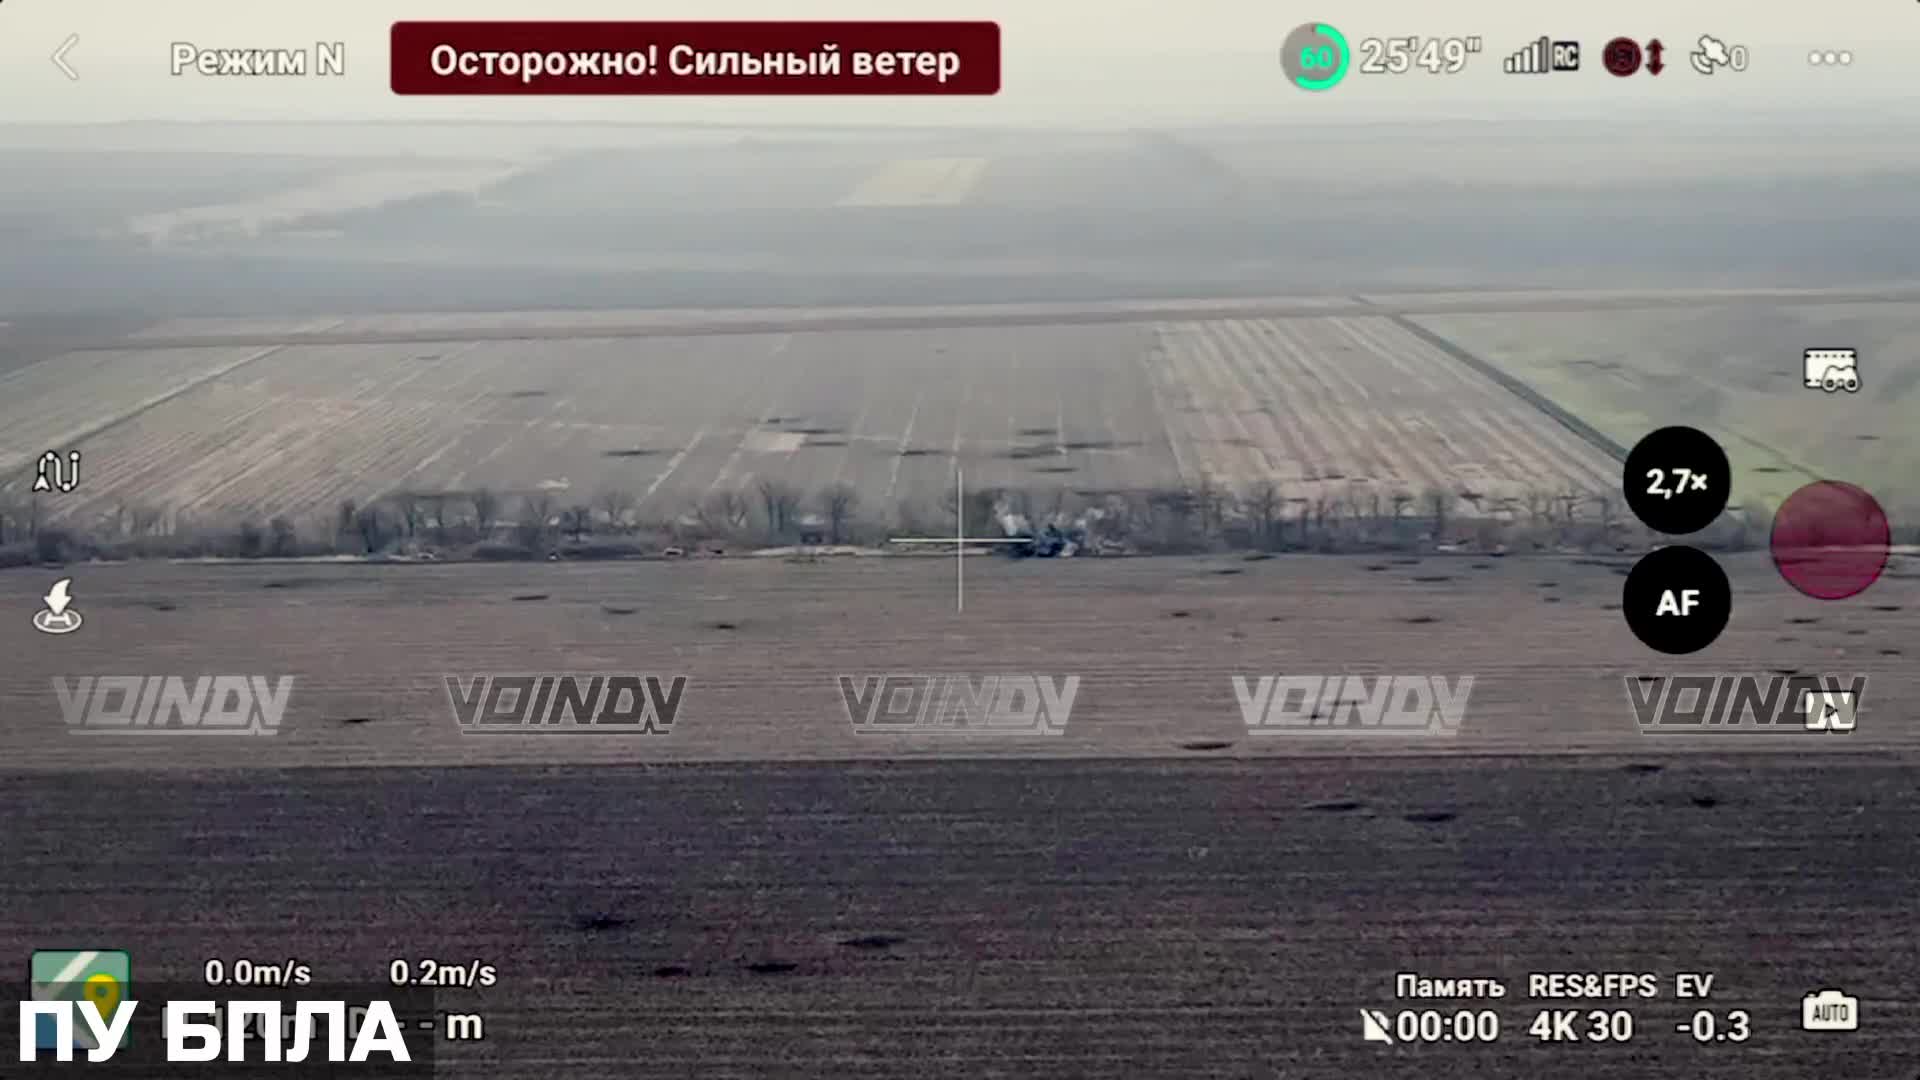 Режим N
Осторожно! Сильный ветер
60
25'49"
RC
0
2,7×
AF
VOINDV VOINDV VOINDV VOINDV VOINDV
0.0m/s 0.2m/s
- m
ПУ БПЛА
Память RES&FPS EV
00:00 4K 30 -0.3
AUTO